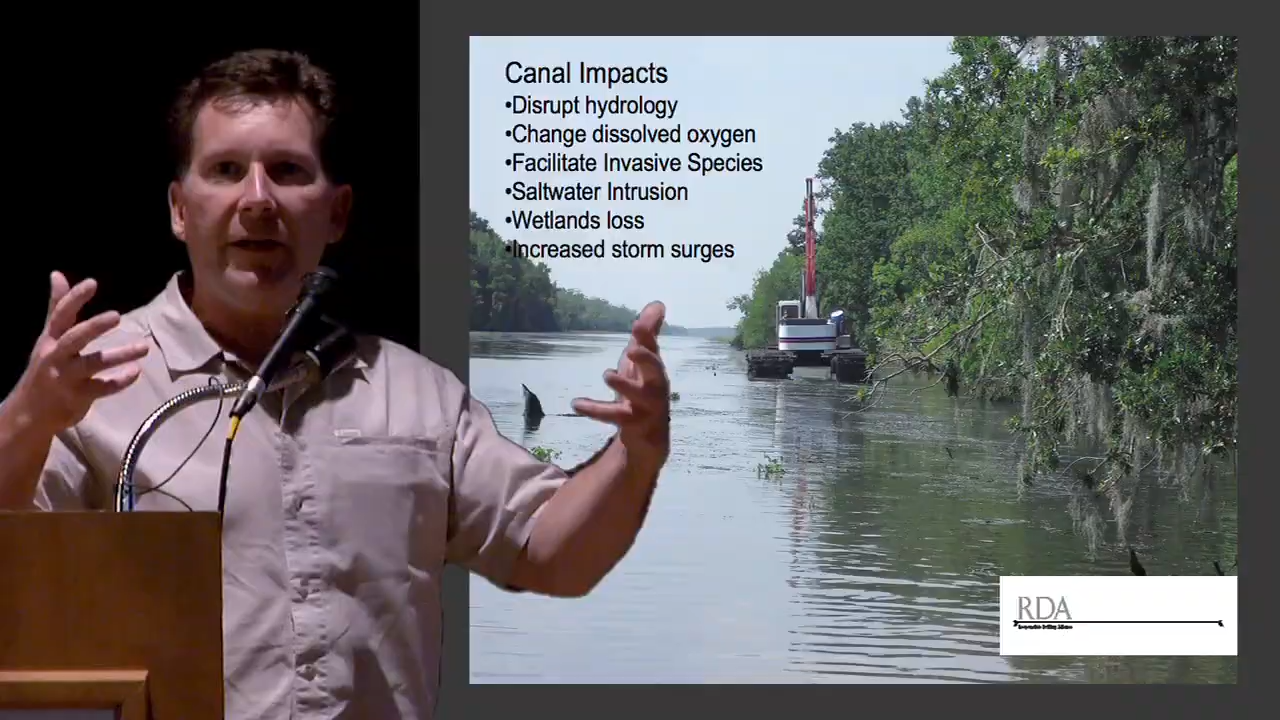 Canal Impacts
•Disrupt hydrology
•Change dissolved oxygen
•Facilitate Invasive Species
•Saltwater Intrusion
•Wetlands loss
•Increased storm surges
RDA